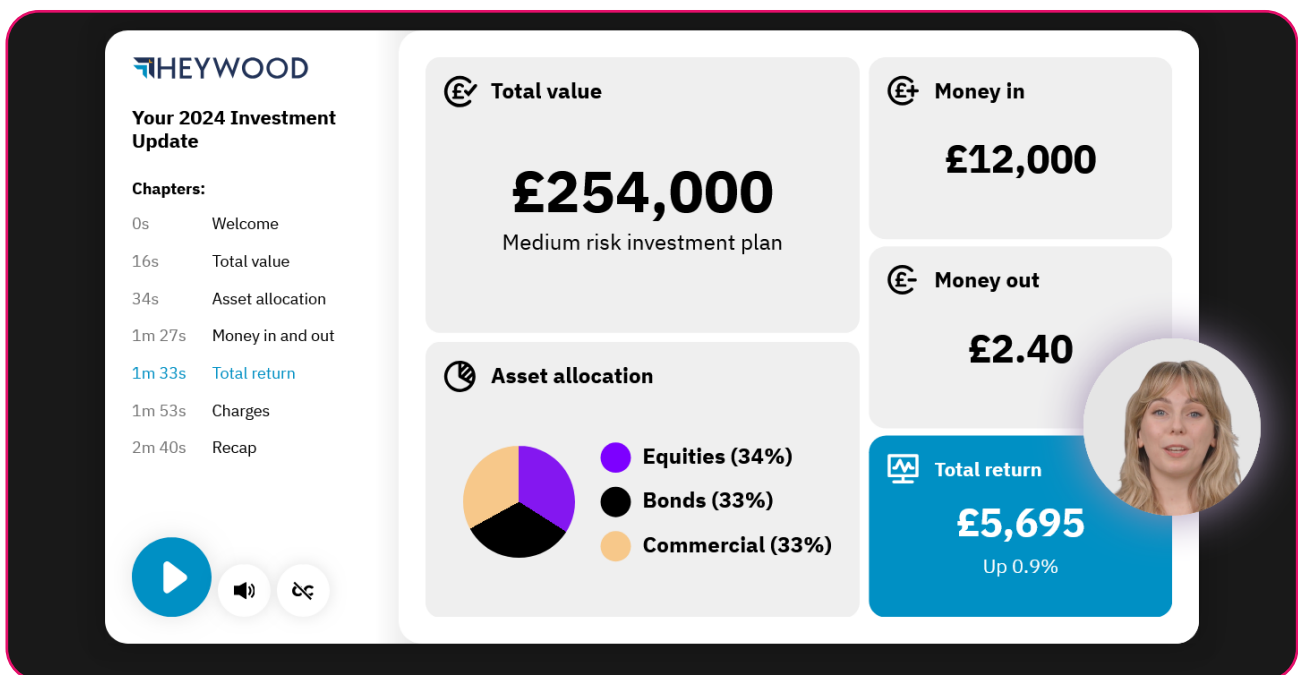 HEYWOOD
Your 2024 Investment
Update
Chapters:
0s Welcome
16s Total value
34s Asset allocation
1m 27s Money in and out
1m 33s Total return
1m 53s Charges
2m 40s Recap
Total value
£254,000
Medium risk investment plan
Asset allocation
Equities (34%)
Bonds (33%)
Commercial (33%)
Money in
£12,000
Money out
£2.40
Total return
£5,695
Up 0.9%